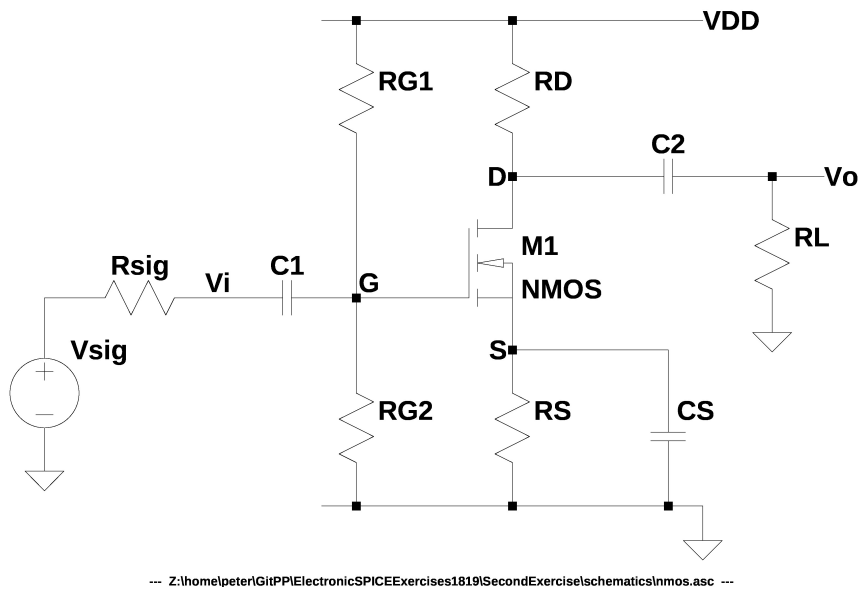 VDD
RG1
RD
C2
D
Vo
RL
M1
Rsig
Vi
C1
G
NMOS
Vsig
+
S
RG2
RS
CS
--- Z:\home\peter\GitPP\ElectronicSPICEExercises1819\SecondExercise\schematics\nmos.asc ---